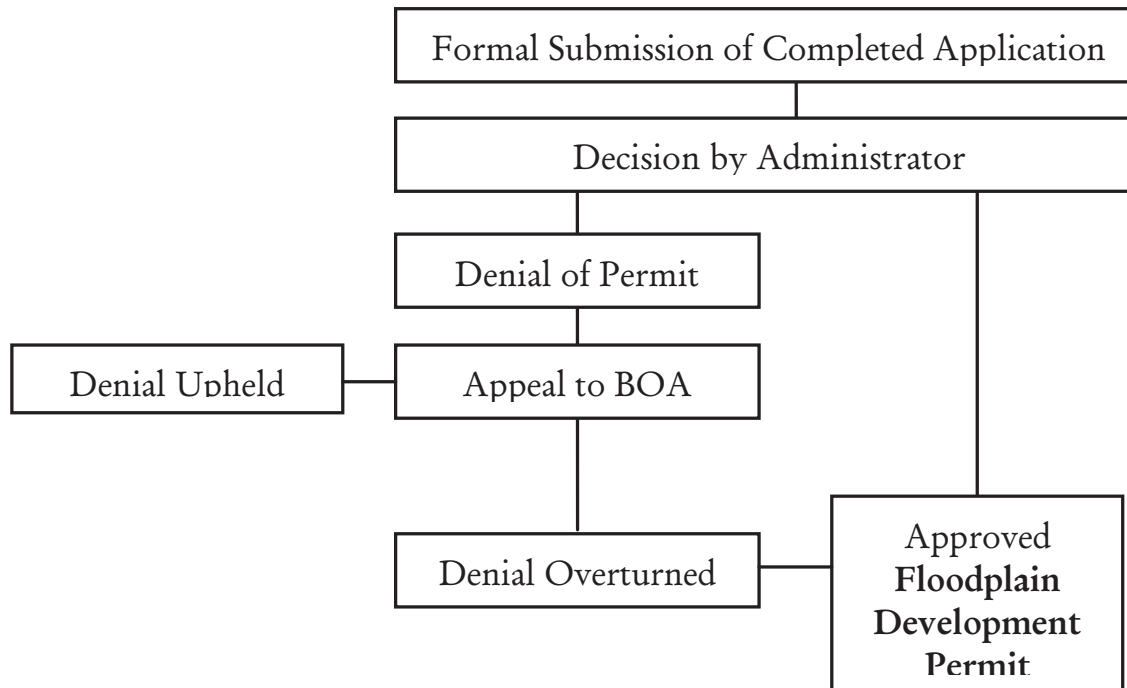 Formal Submission of Completed Application
Decision by Administrator
Denial of Permit
Denial Upheld
Appeal to BOA
Denial Overturned
Approved
Floodplain
Development
Permit